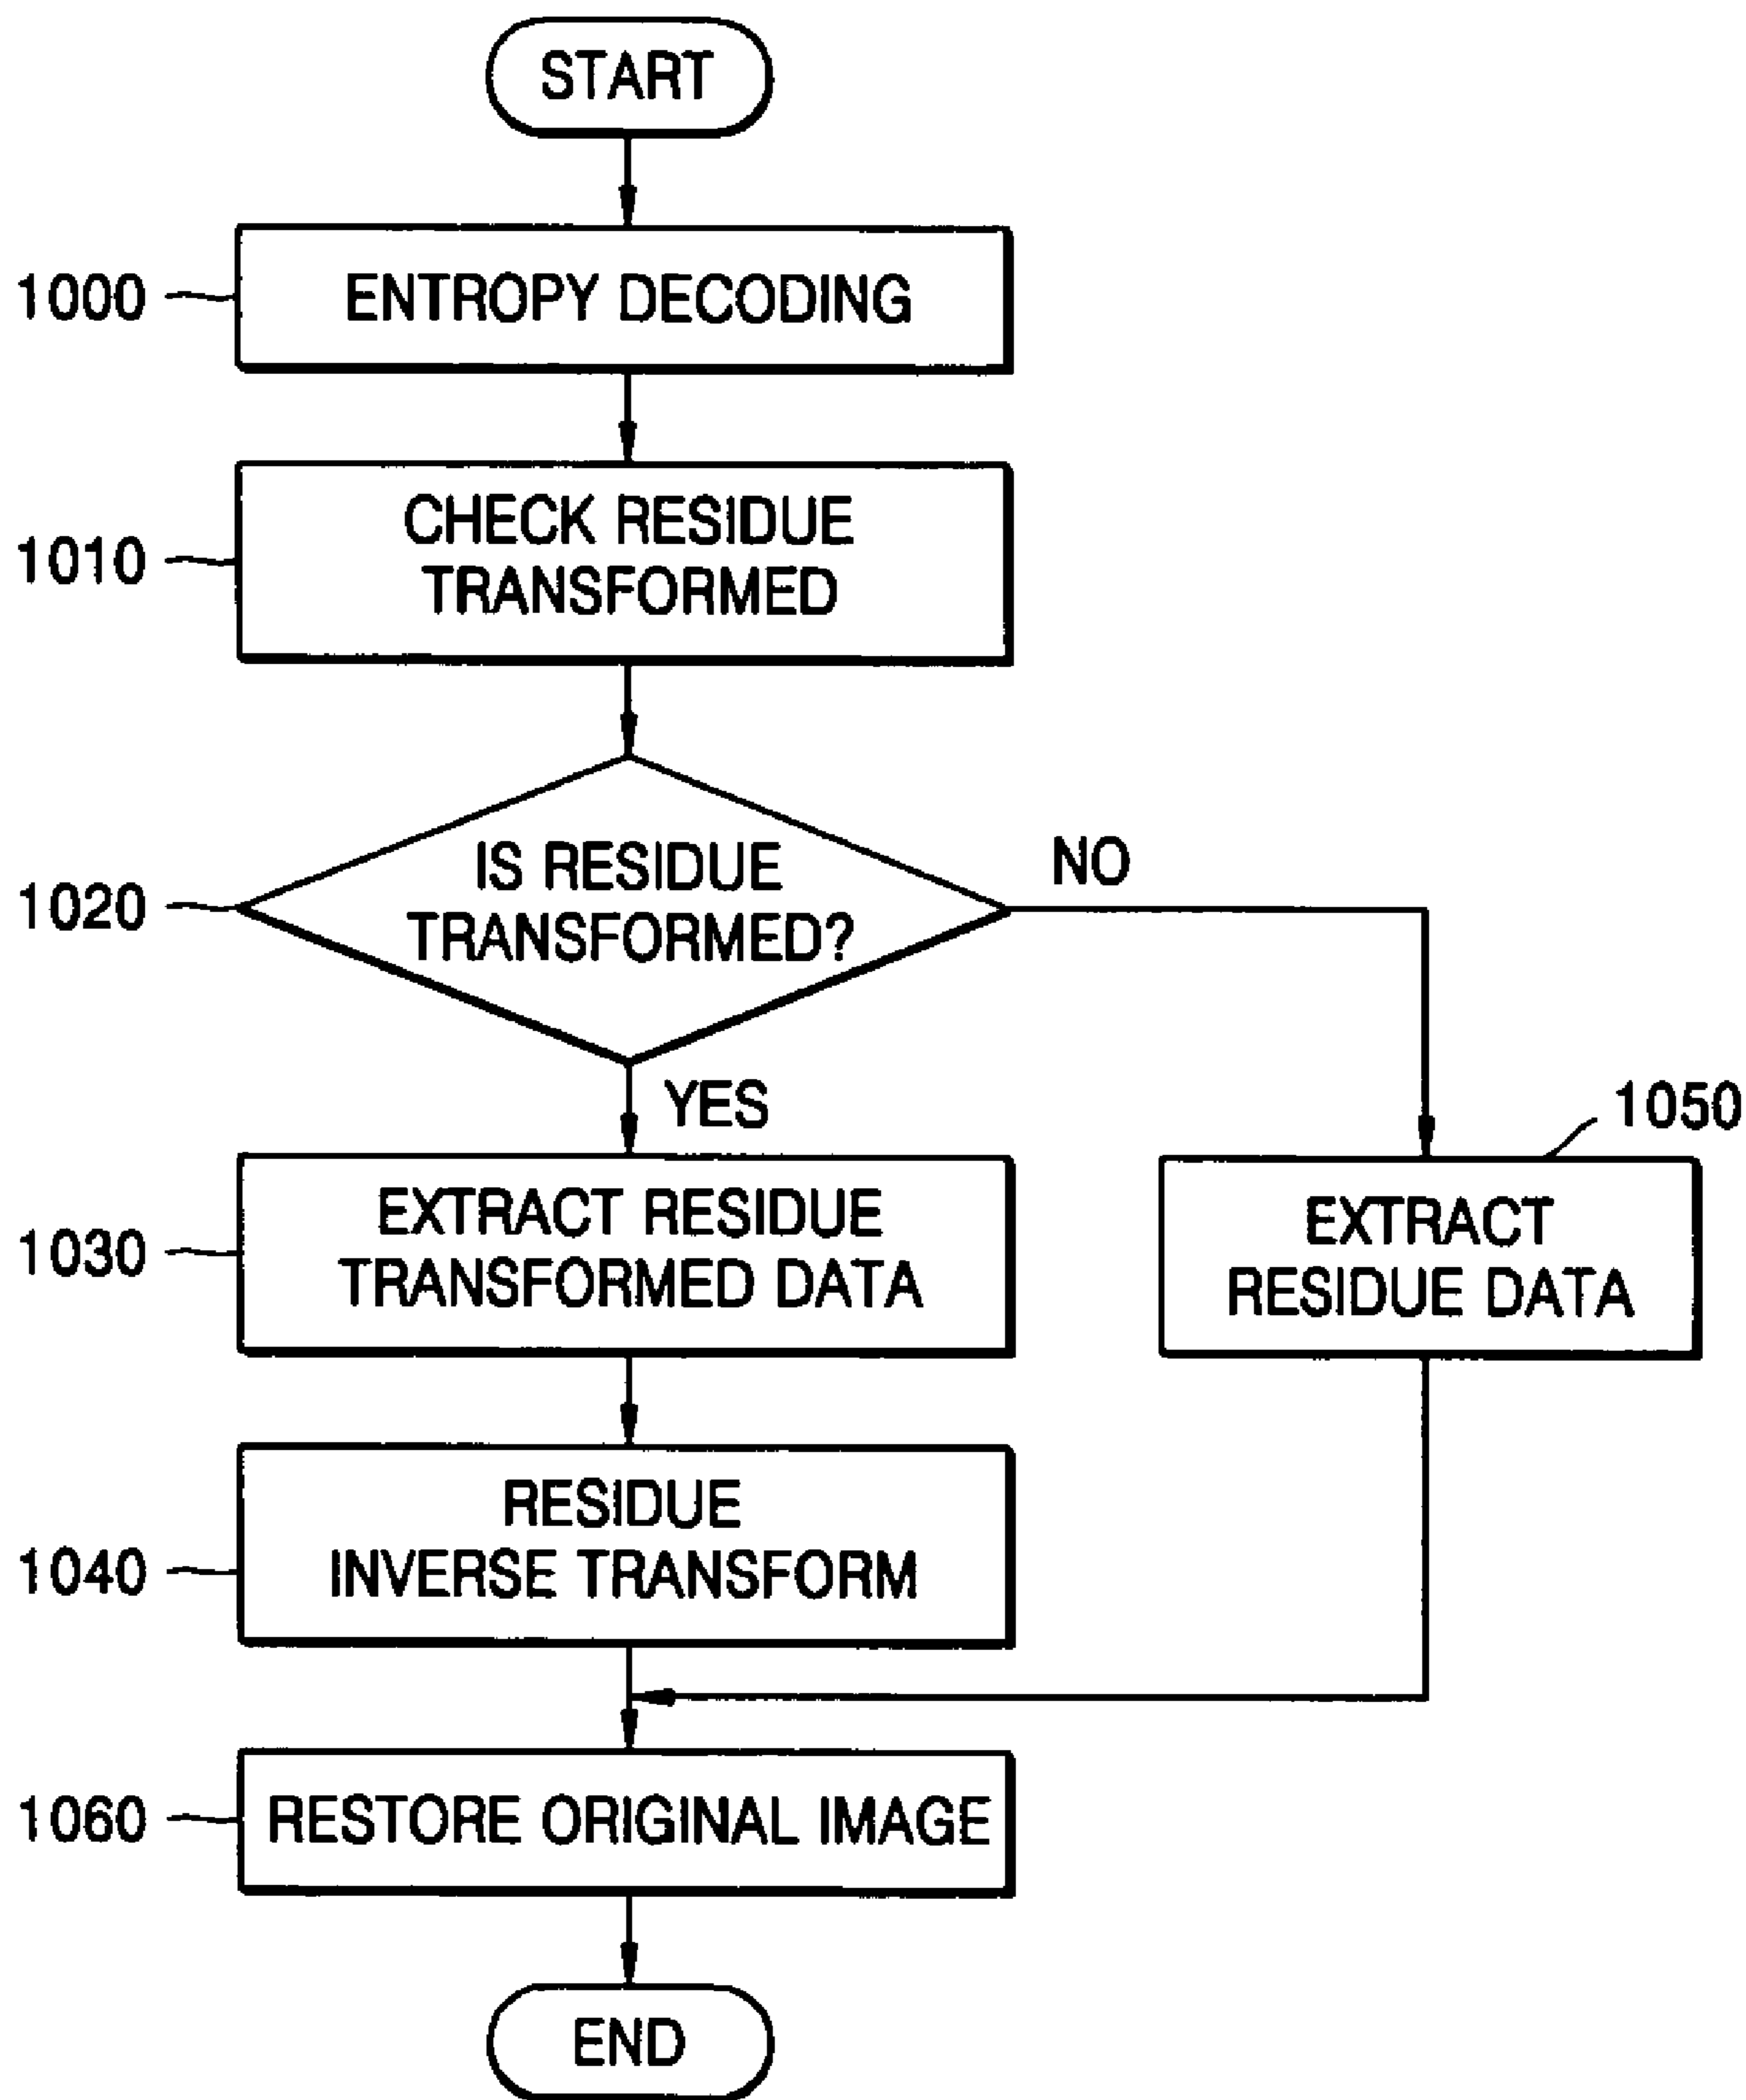 START
1000
ENTROPY DECODING
1010
CHECK RESIDUE
TRANSFORMED
1020
IS RESIDUE
TRANSFORMED?
NO
YES
1030
EXTRACT RESIDUE
TRANSFORMED DATA
1050
EXTRACT
RESIDUE DATA
1040
RESIDUE
INVERSE TRANSFORM
1060
RESTORE ORIGINAL IMAGE
END